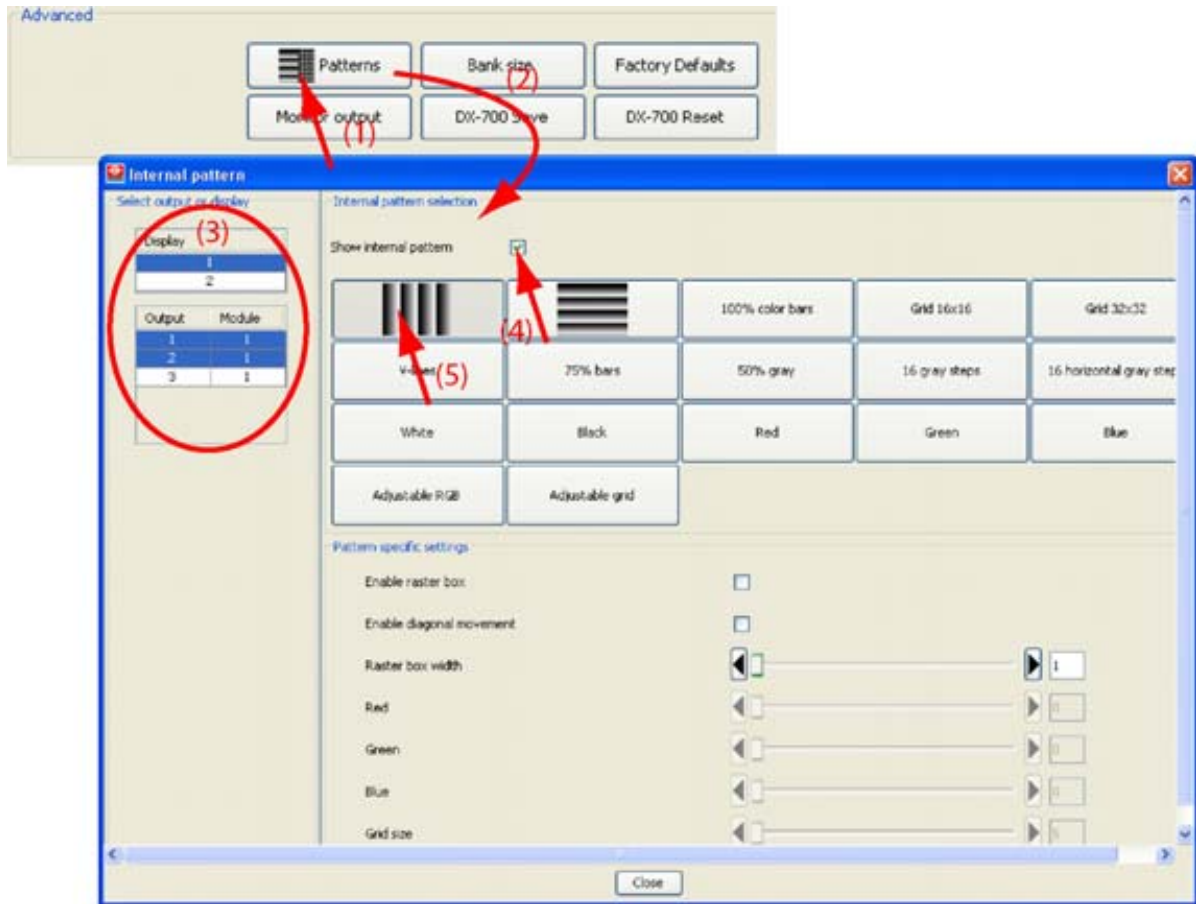 Advanced
Patterns Bank size Factory Defaults
(2)
Monitor output DX-700 Save DX-700 Reset
(1)
Internal pattern
Select output or display
Internal pattern selection
(3)
Display
1
2
Show internal pattern
Output Module
1 1
2 1
3 1
100% color bars Grid 16x16 Grid 32x32
(4)
(5)
75% bars 50% gray 16 gray steps 16 horizontal gray step
White Black Red Green Blue
Adjustable RGB Adjustable grid
Pattern specific settings
Enable raster box
Enable diagonal movement
Raster box width 1
Red 0
Green 0
Blue 0
Grid size
Close